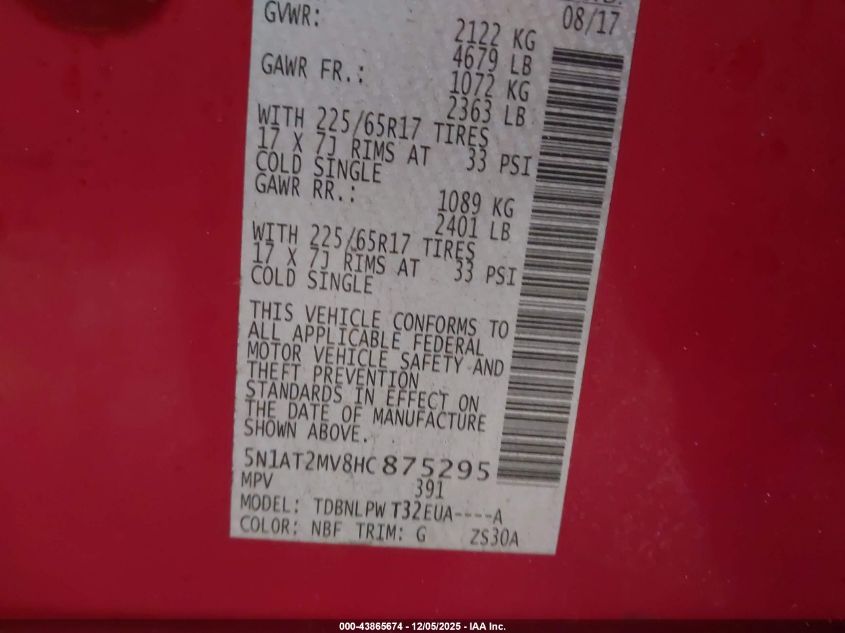 GVWR:
08/17
2122 KG
4679 LB
GAWR FR.:
1072 KG
2363 LB
WITH 225/65R17 TIRES
17 X 7J RIMS AT 33 PSI
COLD SINGLE
GAWR RR.:
1089 KG
2401 LB
WITH 225/65R17 TIRES
17 X 7J RIMS AT 33 PSI
COLD SINGLE
THIS VEHICLE CONFORMS TO
ALL APPLICABLE FEDERAL
MOTOR VEHICLE SAFETY AND
THEFT PREVENTION
STANDARDS IN EFFECT ON
THE DATE OF MANUFACTURE
SHOWN ABOVE.
5N1AT2MV8HC875295
MPV 391
MODEL: TDBNLPW T32EUA----A
COLOR: NBF TRIM: G ZS30A
000-43865674 - 12/05/2025 - IAA Inc.